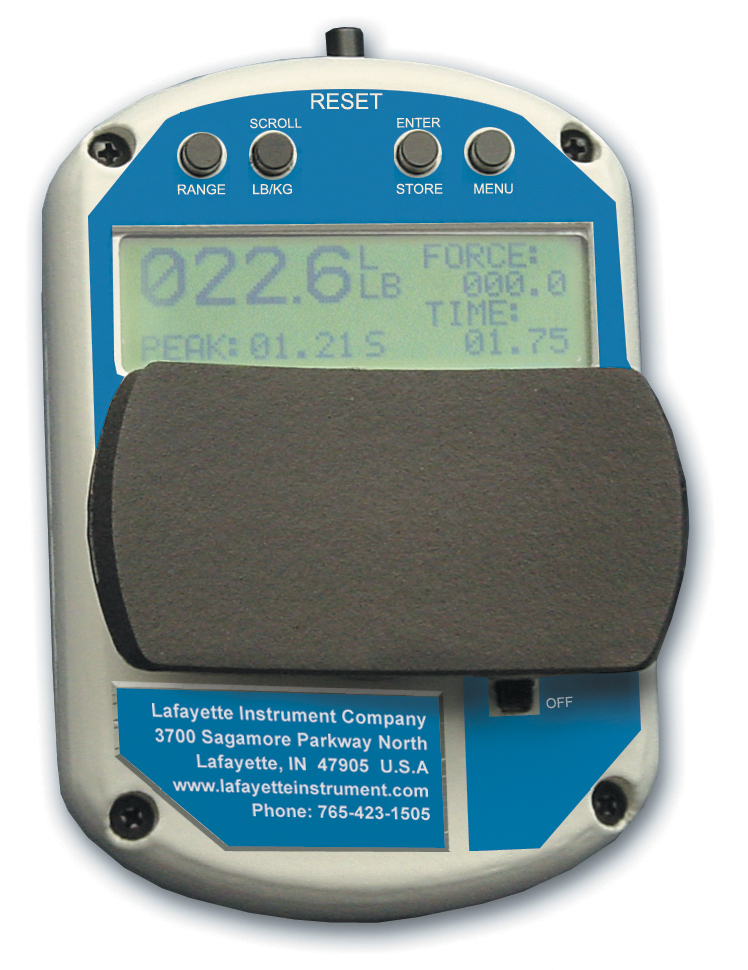 RESET
SCROLL ENTER
RANGE LB/KG STORE MENU
022.6 L LB
FORCE:
000.0
TIME:
PEAK: 01.21 S 01.75
OFF
Lafayette Instrument Company
3700 Sagamore Parkway North
Lafayette, IN 47905 U.S.A
www.lafayetteinstrument.com
Phone: 765-423-1505